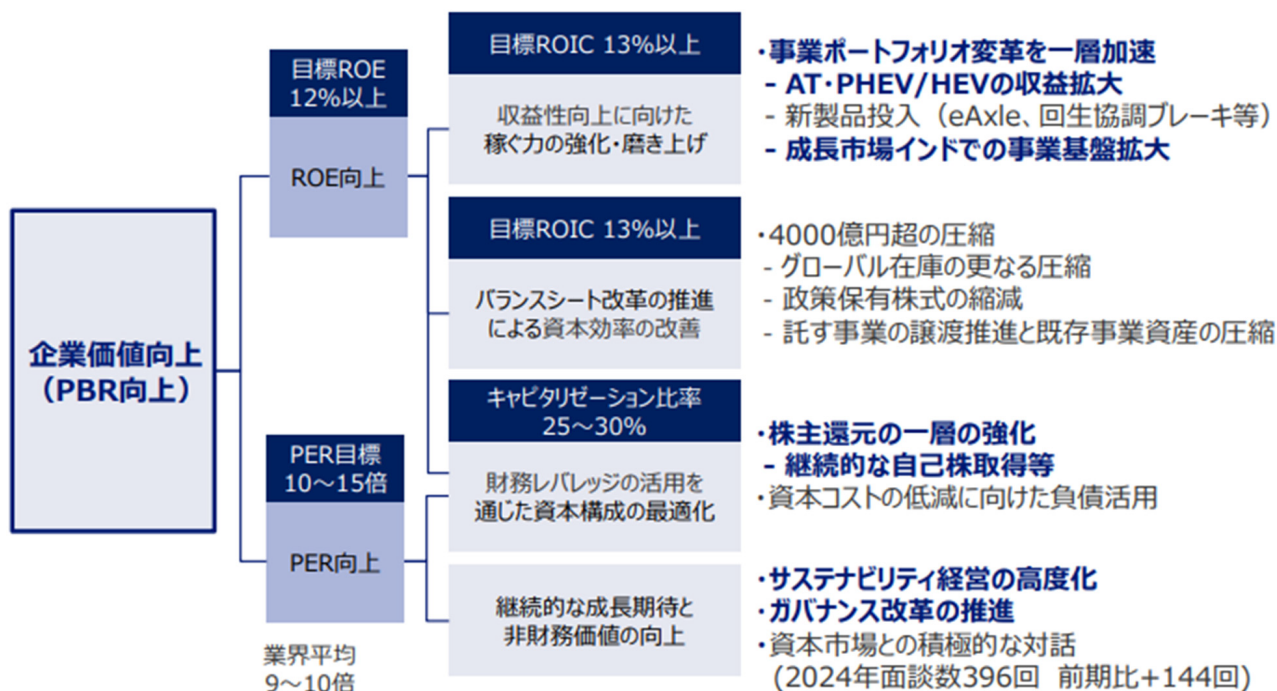 企業価値向上
（PBR向上）
目標ROE
12%以上
ROE向上
PER目標
10～15倍
PER向上
業界平均
9～10倍
目標ROIC 13%以上
収益性向上に向けた
稼ぐ力の強化・磨き上げ
・事業ポートフォリオ変革を一層加速
- AT・PHEV/HEVの収益拡大
- 新製品投入（eAxle、回生協調ブレーキ等）
- 成長市場インドでの事業基盤拡大
目標ROIC 13%以上
バランスシート改革の推進
による資本効率の改善
・4000億円超の圧縮
- グローバル在庫の更なる圧縮
- 政策保有株式の縮減
- 託す事業の譲渡推進と既存事業資産の圧縮
キャピタリゼーション比率
25～30%
財務レバレッジの活用を
通じた資本構成の最適化
・株主還元の一層の強化
- 継続的な自己株取得等
・資本コストの低減に向けた負債活用
継続的な成長期待と
非財務価値の向上
・サステナビリティ経営の高度化
・ガバナンス改革の推進
・資本市場との積極的な対話
(2024年面談数396回 前期比+144回)